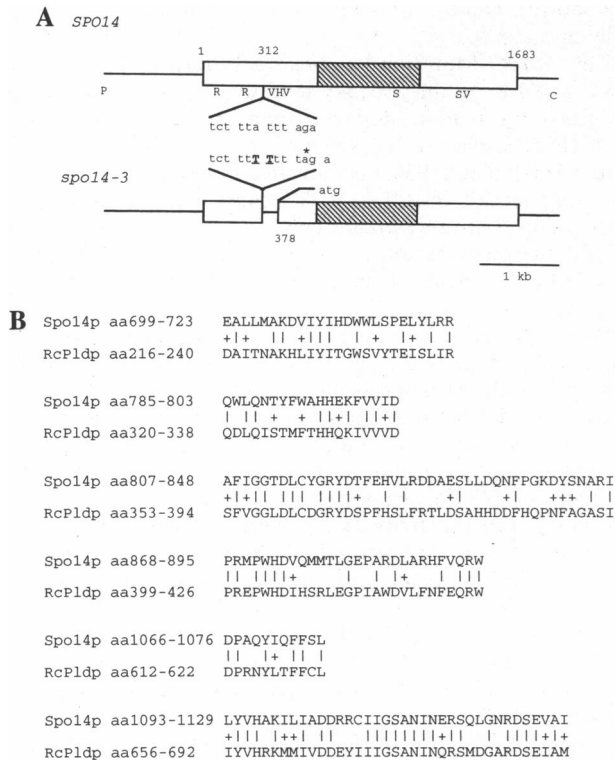 A SPO14
1 312 1683
P R R V H V S S V C
tct tta ttt aga
*
tct ttT Ttt tag a
spo14-3
atg
378
1 kb
B Spo14p aa699-723 EALLMAKDVIYIHDWWLSPELYLRR
+|+ || |+|| | + | + | |
RcPldp aa216-240 DAITNAKHLIYITGWSVYTEISLIR
Spo14p aa785-803 QWLQNTYFWAHHEKFVVID
| || + + ||+| ||+|
RcPldp aa320-338 QDLQISTMFTHHQKIVVVD
Spo14p aa807-848 AFIGGTDLCYGRYDTFEHVLRDDAESLLDQNFPGKDYSNARI
+|+|| ||| ||||+ | | + | +| +++ |
RcPldp aa353-394 SFVGGLDLCDGRYDSPFHSLFRTLDSAHHDDFHQPNFAGASI
Spo14p aa868-895 PRMPWHDVQMMTLGEPARDLARHFVQRW
|| ||||+ | | |+ | |||
RcPldp aa399-426 PREPWHDIHSRLEGPIAWDVLFNFEQRW
Spo14p aa1066-1076 DPAQYIQFFSL
|| |+ || |
RcPldp aa612-622 DPRNYLTFFCL
Spo14p aa1093-1129 LYVHAKILIADDRRCIIGSANINERSQLGNRDSEVAI
+||| |++| || ||||||||+|| | |||+|+
RcPldp aa656-692 IYVHRKMMIVDDEYIIIGSANINQRSMDGARDSEIAM